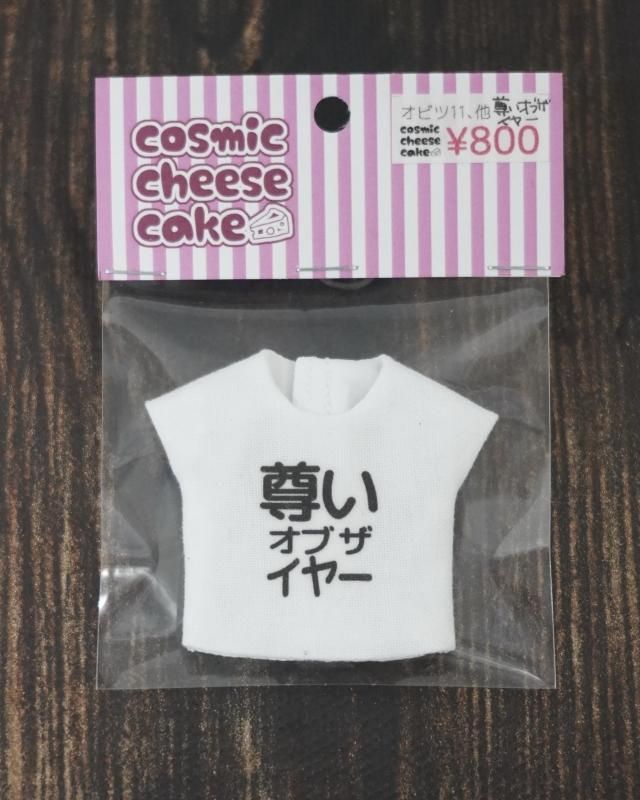 cosmic
cheese
cake
オビツ11、他 尊いオブザ
イヤー
cosmic
cheese
cake
¥800
尊い
オブザ
イヤー